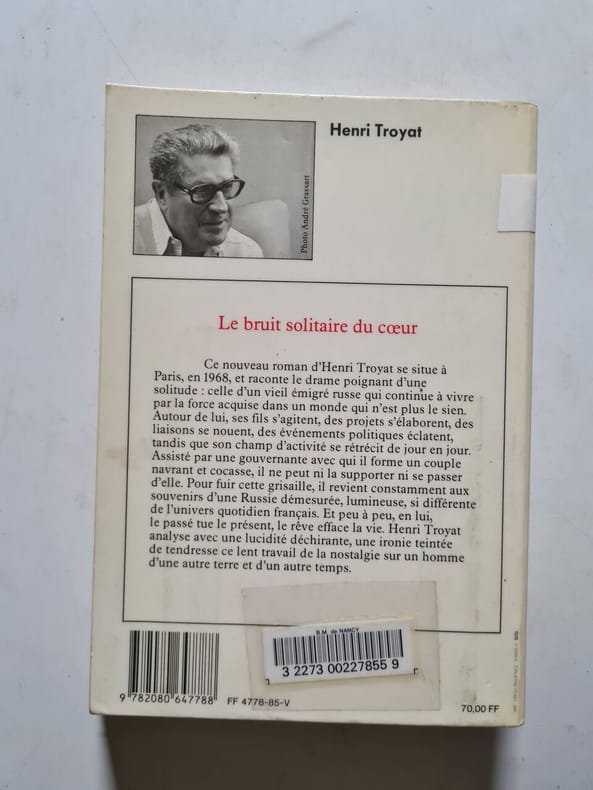 Henri Troyat
Photo André Grassart
Le bruit solitaire du cœur
Ce nouveau roman d'Henri Troyat se situe à
Paris, en 1968, et raconte le drame poignant d'une
solitude : celle d'un vieil émigré russe qui continue à vivre
par la force acquise dans un monde qui n'est plus le sien.
Autour de lui, ses fils s'agitent, des projets s'élaborent, des
liaisons se nouent, des événements politiques éclatent,
tandis que son champ d'activité se rétrécit de jour en jour.
Assisté par une gouvernante avec qui il forme un couple
navrant et cocasse, il ne peut ni la supporter ni se passer
d'elle. Pour fuir cette grisaille, il revient constamment aux
souvenirs d'une Russie démesurée, lumineuse, si différente
de l'univers quotidien français. Et peu à peu, en lui,
le passé tue le présent, le rêve efface la vie. Henri Troyat
analyse avec une lucidité déchirante, une ironie teintée
de tendresse ce lent travail de la nostalgie sur un homme
d'une autre terre et d'un autre temps.
B.M. de NANCY
3 2273 00227855 9
9 782080 647788
FF 4778-85-V
70,00 FF